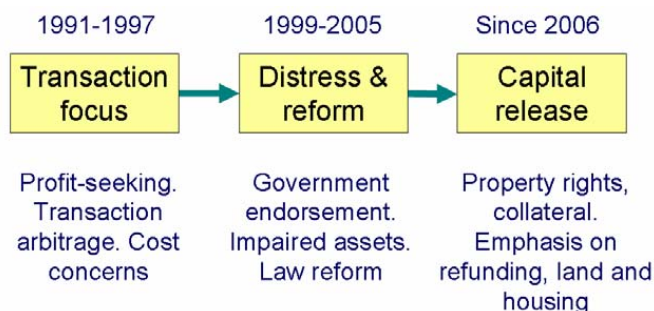 1991-1997
Transaction
focus
Profit-seeking.
Transaction
arbitrage. Cost
concerns
1999-2005
Distress &
reform
Government
endorsement.
Impaired assets.
Law reform
Since 2006
Capital
release
Property rights,
collateral.
Emphasis on
refunding, land and
housing